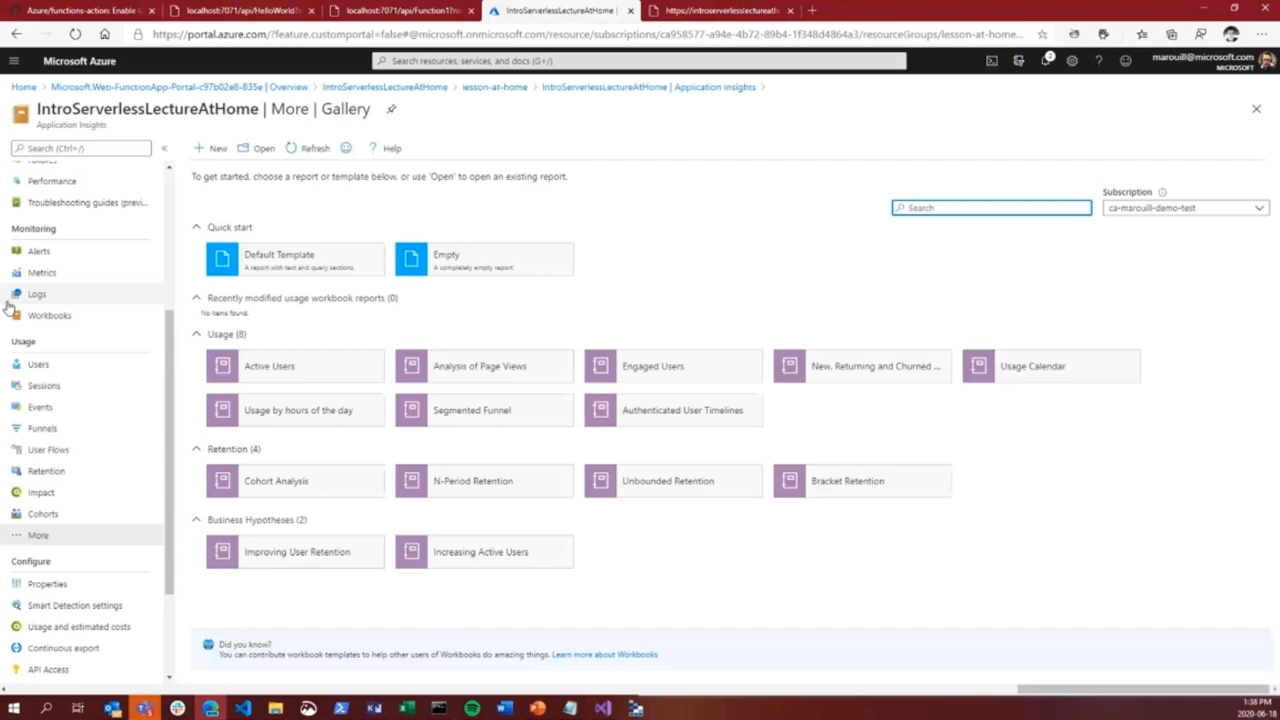 Azure/functions-action: Enable G
localhost:7071/api/HelloWorld?
localhost:7071/api/Function1?n
IntroServerlessLectureAtHome |
https://introserverlesslectureath
https://portal.azure.com/?feature.customportal=false#@microsoft.onmicrosoft.com/resource/subscriptions/ca958577-a94e-4b72-89b4-1f348d4864a3/resourceGroups/lesson-at-home...
Microsoft Azure
Search resources, services, and docs (G+/)
marouill@microsoft.com
MICROSOFT
Home > Microsoft.Web-FunctionApp-Portal-c97b02e8-835e | Overview > IntroServerlessLectureAtHome > lesson-at-home > IntroServerlessLectureAtHome | Application Insights >
IntroServerlessLectureAtHome | More | Gallery
Application Insights
Search (Ctrl+/)
New
Open
Refresh
Help
Failures
Performance
Troubleshooting guides (previ...
Monitoring
Alerts
Metrics
Logs
Workbooks
Usage
Users
Sessions
Events
Funnels
User Flows
Retention
Impact
Cohorts
More
Configure
Properties
Smart Detection settings
Usage and estimated costs
Continuous export
API Access
To get started, choose a report or template below, or use 'Open' to open an existing report.
Search
Subscription
ca-marouill-demo-test
Quick start
Default Template
A report with text and query sections.
Empty
A completely empty report.
Recently modified usage workbook reports (0)
No items found.
Usage (8)
Active Users
Analysis of Page Views
Engaged Users
New, Returning and Churned ...
Usage Calendar
Usage by hours of the day
Segmented Funnel
Authenticated User Timelines
Retention (4)
Cohort Analysis
N-Period Retention
Unbounded Retention
Bracket Retention
Business Hypotheses (2)
Improving User Retention
Increasing Active Users
Did you know?
You can contribute workbook templates to help other users of Workbooks do amazing things. Learn more about Workbooks
1:38 PM
2020-06-18